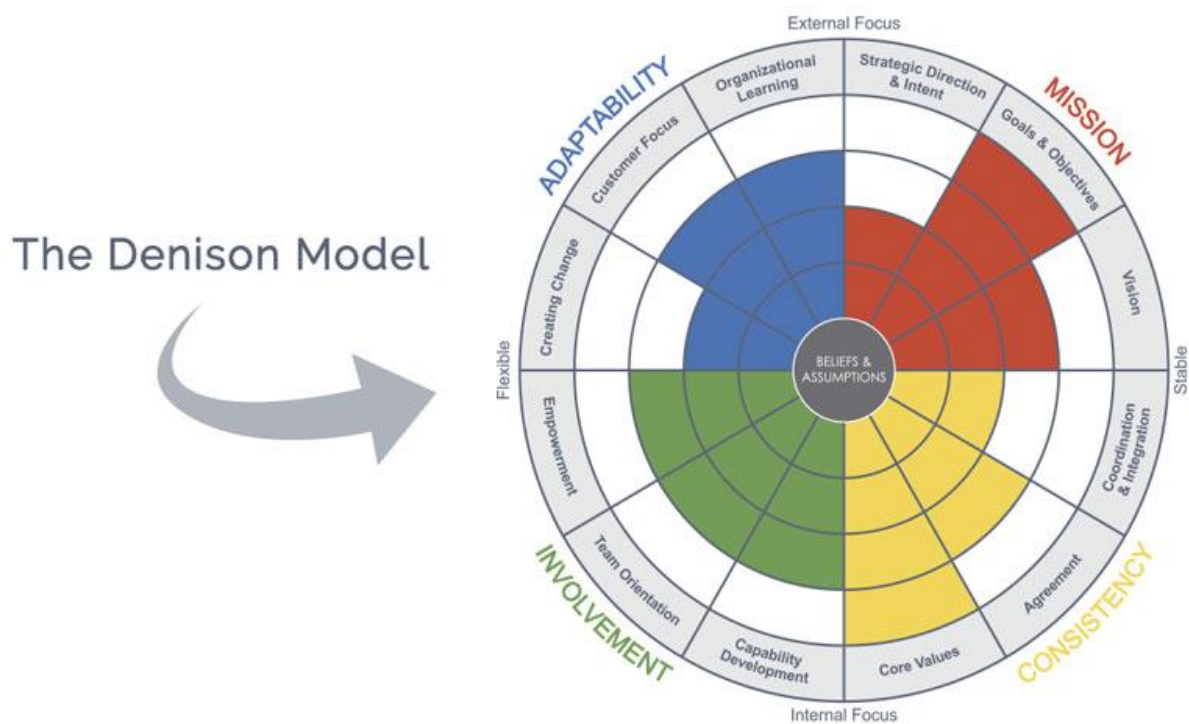 The Denison Model
External Focus
ADAPTABILITY
MISSION
Organizational
Learning
Strategic Direction
& Intent
Customer Focus
Goals & Objectives
Creating Change
Vision
Flexible
BELIEFS &
ASSUMPTIONS
Stable
Empowerment
Coordination
& Integration
Team Orientation
Agreement
Capability
Development
Core Values
INVOLVEMENT
CONSISTENCY
Internal Focus